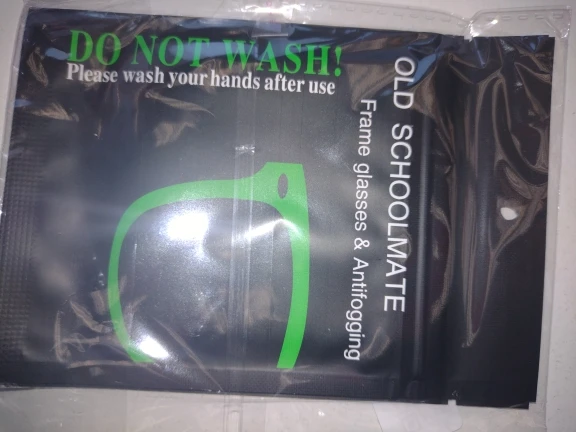 DO NOT WASH!
Please wash your hands after use
OLD SCHOOLMATE
Frame glasses & Antifogging